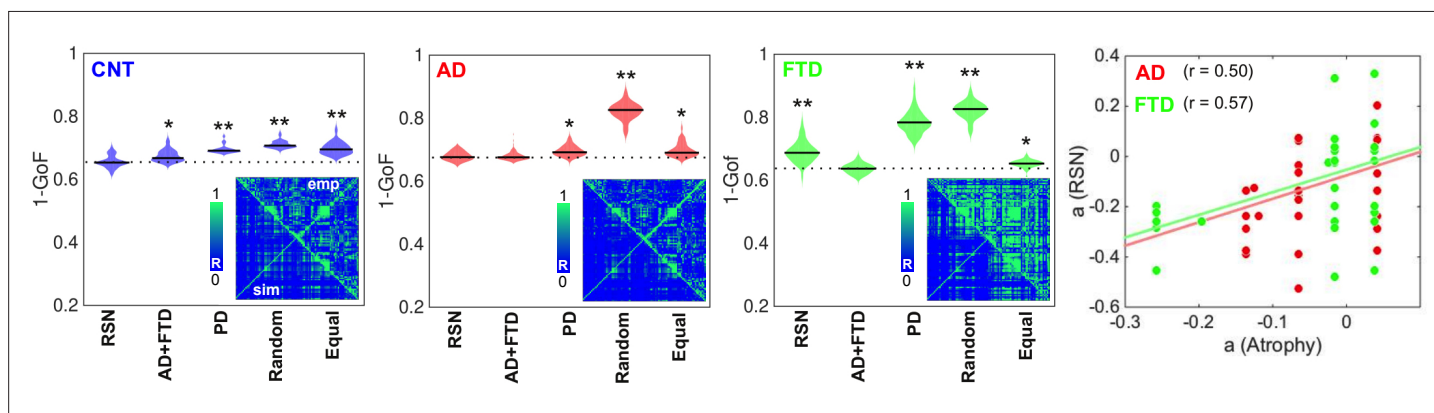 CNT
1-GoF
1
0.8
0.6
0.4
0.2
*
**
**
**
1
R
0
emp
sim
RSN
AD+FTD
PD
Random
Equal
AD
1-GoF
1
0.8
0.6
0.4
0.2
*
**
*
1
R
0
RSN
AD+FTD
PD
Random
Equal
FTD
1-Gof
1
0.8
0.6
0.4
0.2
**
**
**
*
1
R
0
RSN
AD+FTD
PD
Random
Equal
AD (r = 0.50)
FTD (r = 0.57)
a (RSN)
0.4
0.2
0
-0.2
-0.4
-0.6
-0.3 -0.2 -0.1 0
a (Atrophy)